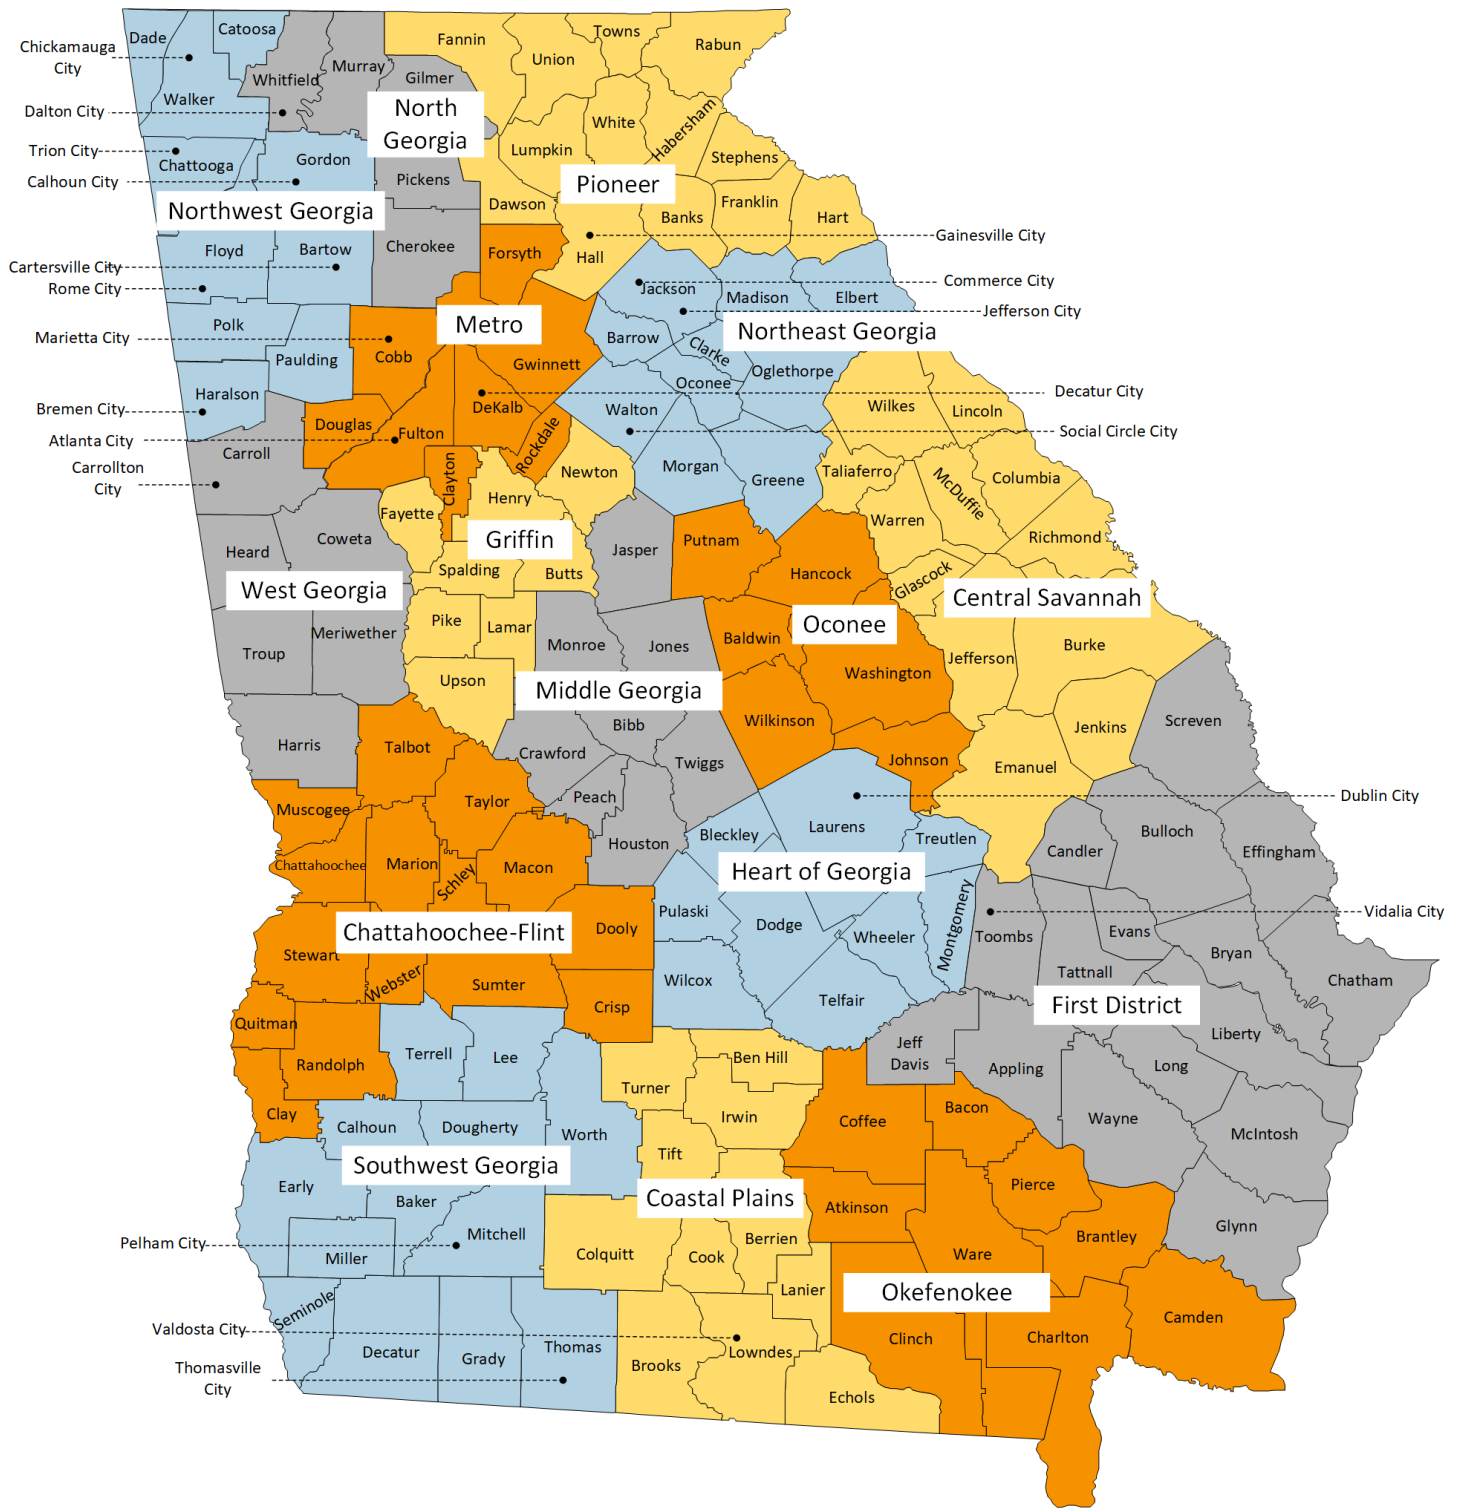 Dade
Catoosa
Fannin
Towns
Union
Rabun
Chickamauga
City
Whitfield
Murray
Gilmer
Walker
North
Georgia
Dalton City
White
Habersham
Trion City
Chattooga
Gordon
Lumpkin
Stephens
Calhoun City
Pickens
Pioneer
Northwest Georgia
Dawson
Banks
Franklin
Hart
Floyd
Bartow
Cherokee
Forsyth
Hall
Gainesville City
Cartersville City
Rome City
Jackson
Madison
Elbert
Commerce City
Jefferson City
Polk
Metro
Northeast Georgia
Marietta City
Cobb
Barrow
Clarke
Paulding
Gwinnett
Oglethorpe
Haralson
Oconee
Decatur City
Bremen City
DeKalb
Walton
Wilkes
Lincoln
Douglas
Fulton
Rockdale
Social Circle City
Atlanta City
Carroll
Carrollton
City
Clayton
Newton
Morgan
Greene
Taliaferro
McDuffie
Columbia
Henry
Fayette
Warren
Richmond
Griffin
Heard
Coweta
Jasper
Putnam
Spalding
Butts
Hancock
Glascock
West Georgia
Central Savannah
Pike
Lamar
Oconee
Meriwether
Troup
Monroe
Jones
Baldwin
Burke
Upson
Middle Georgia
Washington
Jefferson
Harris
Talbot
Bibb
Wilkinson
Jenkins
Screven
Crawford
Twiggs
Johnson
Emanuel
Muscogee
Taylor
Peach
Dublin City
Laurens
Bleckley
Treutlen
Bulloch
Chattahoochee
Marion
Schley
Macon
Houston
Heart of Georgia
Candler
Effingham
Pulaski
Vidalia City
Chattahoochee-Flint
Dooly
Dodge
Wheeler
Montgomery
Toombs
Evans
Stewart
Webster
Sumter
Wilcox
Tattnall
Bryan
Chatham
Crisp
Telfair
First District
Quitman
Randolph
Terrell
Lee
Ben Hill
Jeff
Davis
Appling
Long
Liberty
Turner
Clay
Calhoun
Dougherty
Worth
Irwin
Coffee
Bacon
Wayne
McIntosh
Southwest Georgia
Tift
Early
Baker
Coastal Plains
Atkinson
Pierce
Pelham City
Mitchell
Miller
Colquitt
Cook
Berrien
Ware
Brantley
Glynn
Seminole
Lanier
Okefenokee
Valdosta City
Decatur
Grady
Thomas
Brooks
Lowndes
Clinch
Charlton
Camden
Thomasville
City
Echols